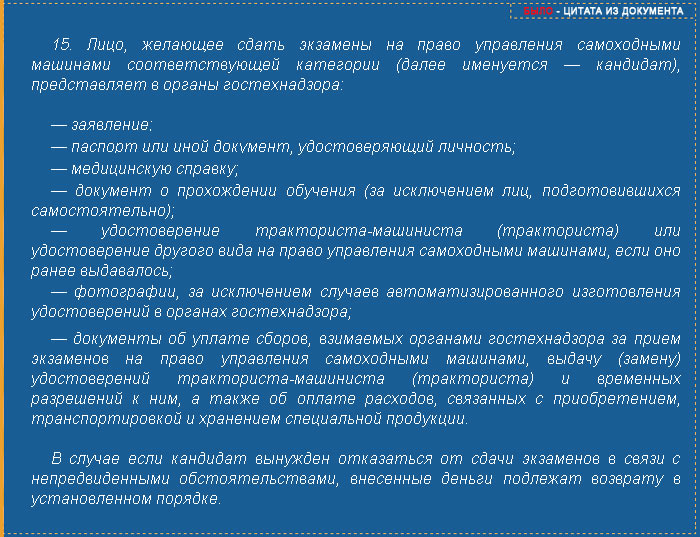 ВЫПО - ЦИТАТА ИЗ ДОКУМЕНТА
15. Лицо, желающее сдать экзамены на право управления самоходными
машинами соответствующей категории (далее именуется — кандидат),
представляет в органы гостехнадзора:
— заявление;
— паспорт или иной документ, удостоверяющий личность;
— медицинскую справку;
— документ о прохождении обучения (за исключением лиц, подготовившихся
самостоятельно);
— удостоверение тракториста-машиниста (тракториста) или
удостоверение другого вида на право управления самоходными машинами, если оно
ранее выдавалось;
— фотографии, за исключением случаев автоматизированного изготовления
удостоверений в органах гостехнадзора;
— документы об уплате сборов, взимаемых органами гостехнадзора за прием
экзаменов на право управления самоходными машинами, выдачу (замену)
удостоверений тракториста-машиниста (тракториста) и временных
разрешений к ним, а также об оплате расходов, связанных с приобретением,
транспортировкой и хранением специальной продукции.
В случае если кандидат вынужден отказаться от сдачи экзаменов в связи с
непредвиденными обстоятельствами, внесенные деньги подлежат возврату в
установленном порядке.